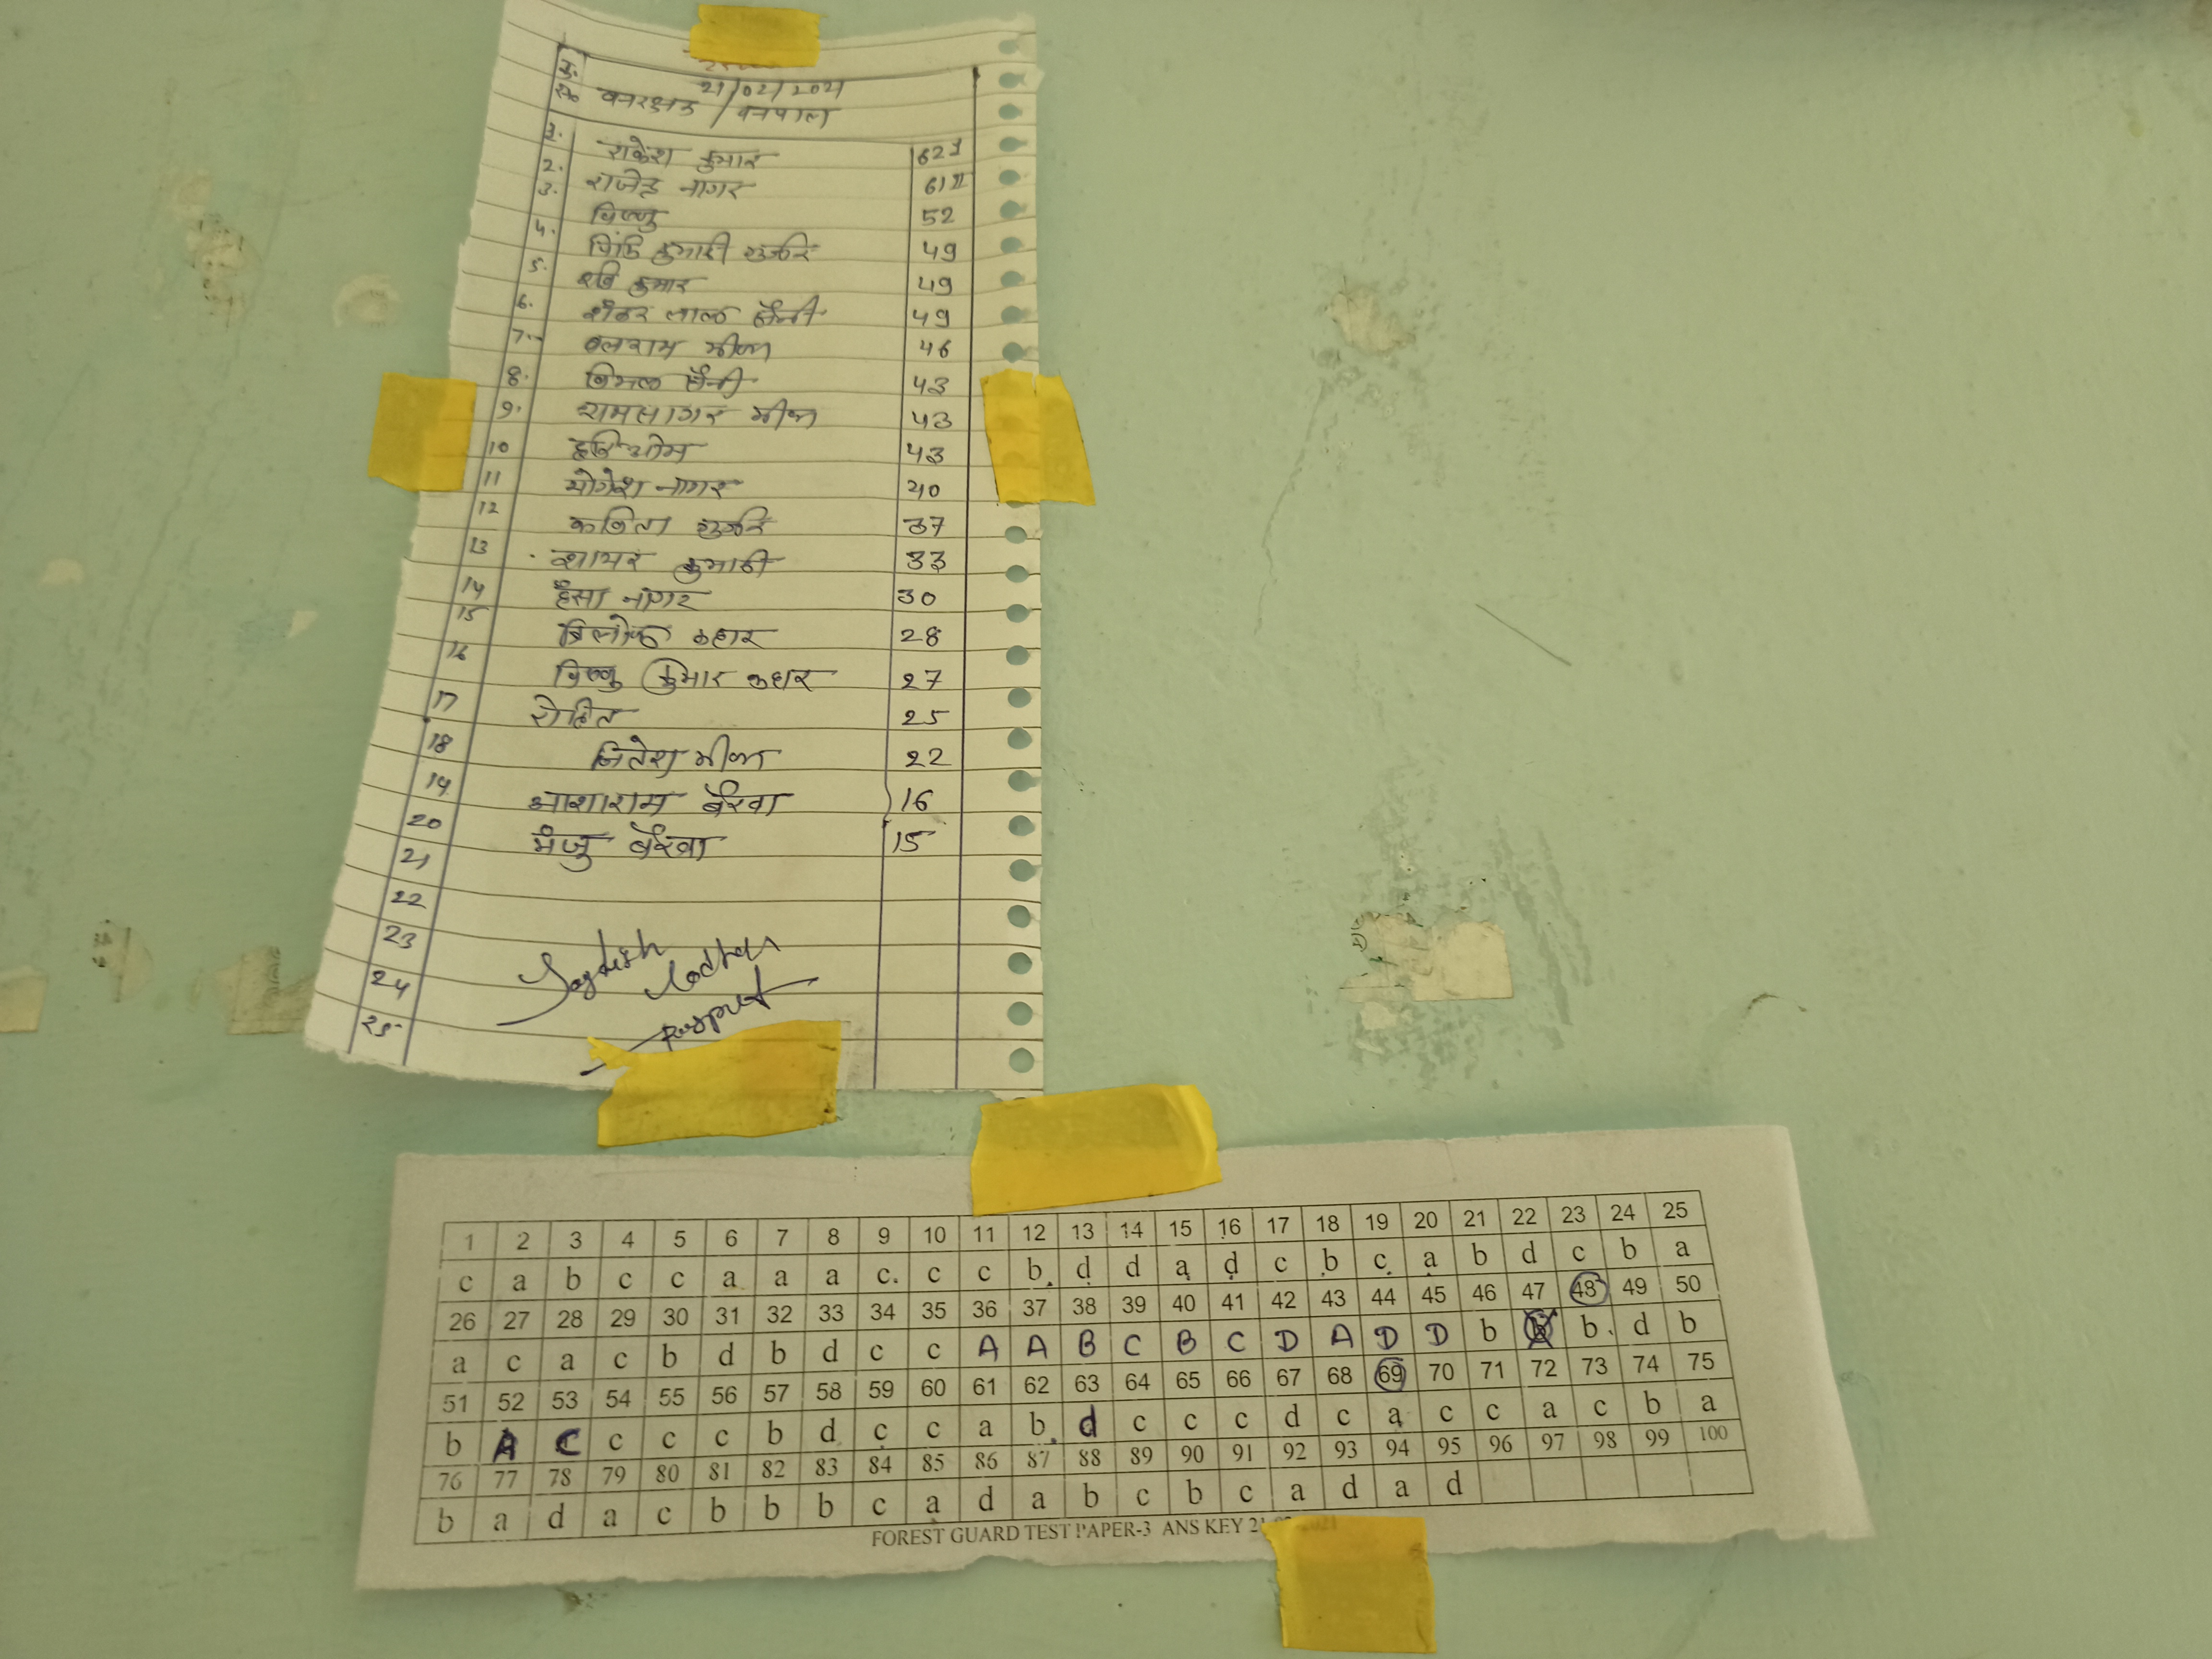 क्र.
21/02/2021
स० वनरक्षक / वनपाल
1. राकेश कुमार 62 I
2. राजेन्द्र नागर 61 II
3. विष्णु 52
4. पिंकि कुमारी गुर्जर 49
5. रवि कुमार 49
6. शंकर लाल सैनी 49
7. बलराम मीणा 46
8. विमल सैनी 43
9. रामसागर मीणा 43
10 हरिओम 43
11 योगेश नागर 40
12 कविता गुर्जर 37
13 शायर कुमारी 33
14 हंसा नागर 30
15 त्रिलोक कहार 28
16 विष्णु कुमार कहार 27
17 रोहित 25
18 जितेश मीणा 22
19 आशाराम बैरवा 16
20 मंजु बैरवा 15
21
22
23
24
25
Jagdish
1 2 3 4 5 6 7 8 9 10 11 12 13 14 15 16 17 18 19 20 21 22 23 24 25
c a b c c a a a c. c c b. d d a d c b c a b d c b a
26 27 28 29 30 31 32 33 34 35 36 37 38 39 40 41 42 43 44 45 46 47 48 49 50
a c a c b d b d c c A A B C B C D A D D b b. d b
51 52 53 54 55 56 57 58 59 60 61 62 63 64 65 66 67 68 69 70 71 72 73 74 75
b A C c c c b d c c a b. d c c c d c a c c a c b a
76 77 78 79 80 81 82 83 84 85 86 87 88 89 90 91 92 93 94 95 96 97 98 99 100
b a d a c b b b c a d a b c b c a d a d
FOREST GUARD TEST PAPER-3 ANS KEY